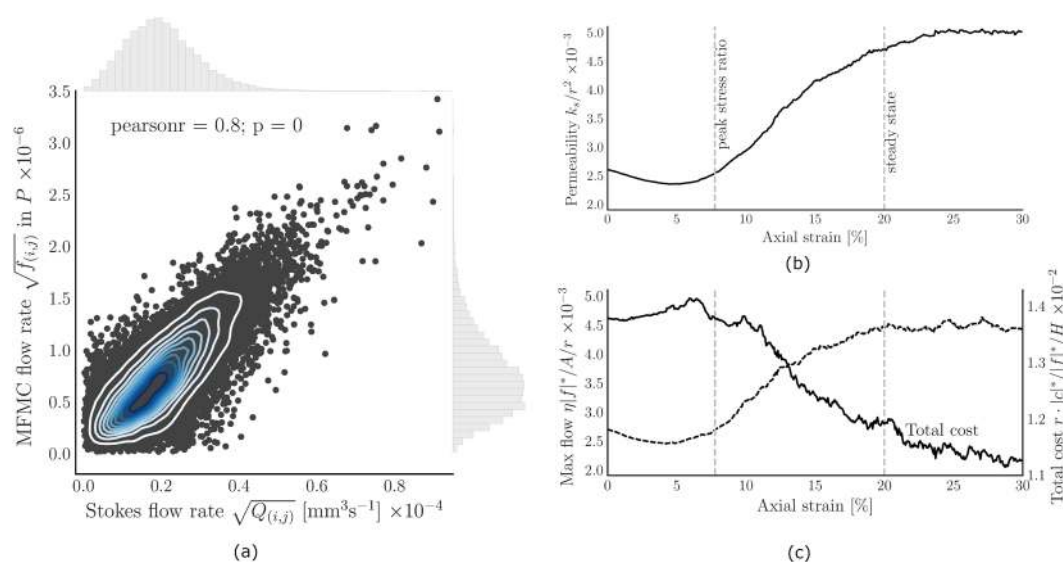 pearsonr = 0.8; p = 0
MFMC flow rate √f(i,j) in P ×10⁻⁶
3.5
3.0
2.5
2.0
1.5
1.0
0.5
0.0
0.0 0.2 0.4 0.6 0.8
Stokes flow rate √Q(i,j) [mm³s⁻¹] ×10⁻⁴
(a)
Permeability kₛ/r² ×10⁻³
5.0
4.5
4.0
3.5
3.0
2.5
2.0
peak stress ratio
steady state
0 5 10 15 20 25 30
Axial strain [%]
(b)
Max flow η|f|*/A/r ×10⁻³
5.0
4.5
4.0
3.5
3.0
2.5
2.0
Total cost
1.4
1.3
1.2
1.1
Total cost r · |c|*/|f|*/H ×10⁻²
0 5 10 15 20 25 30
Axial strain [%]
(c)